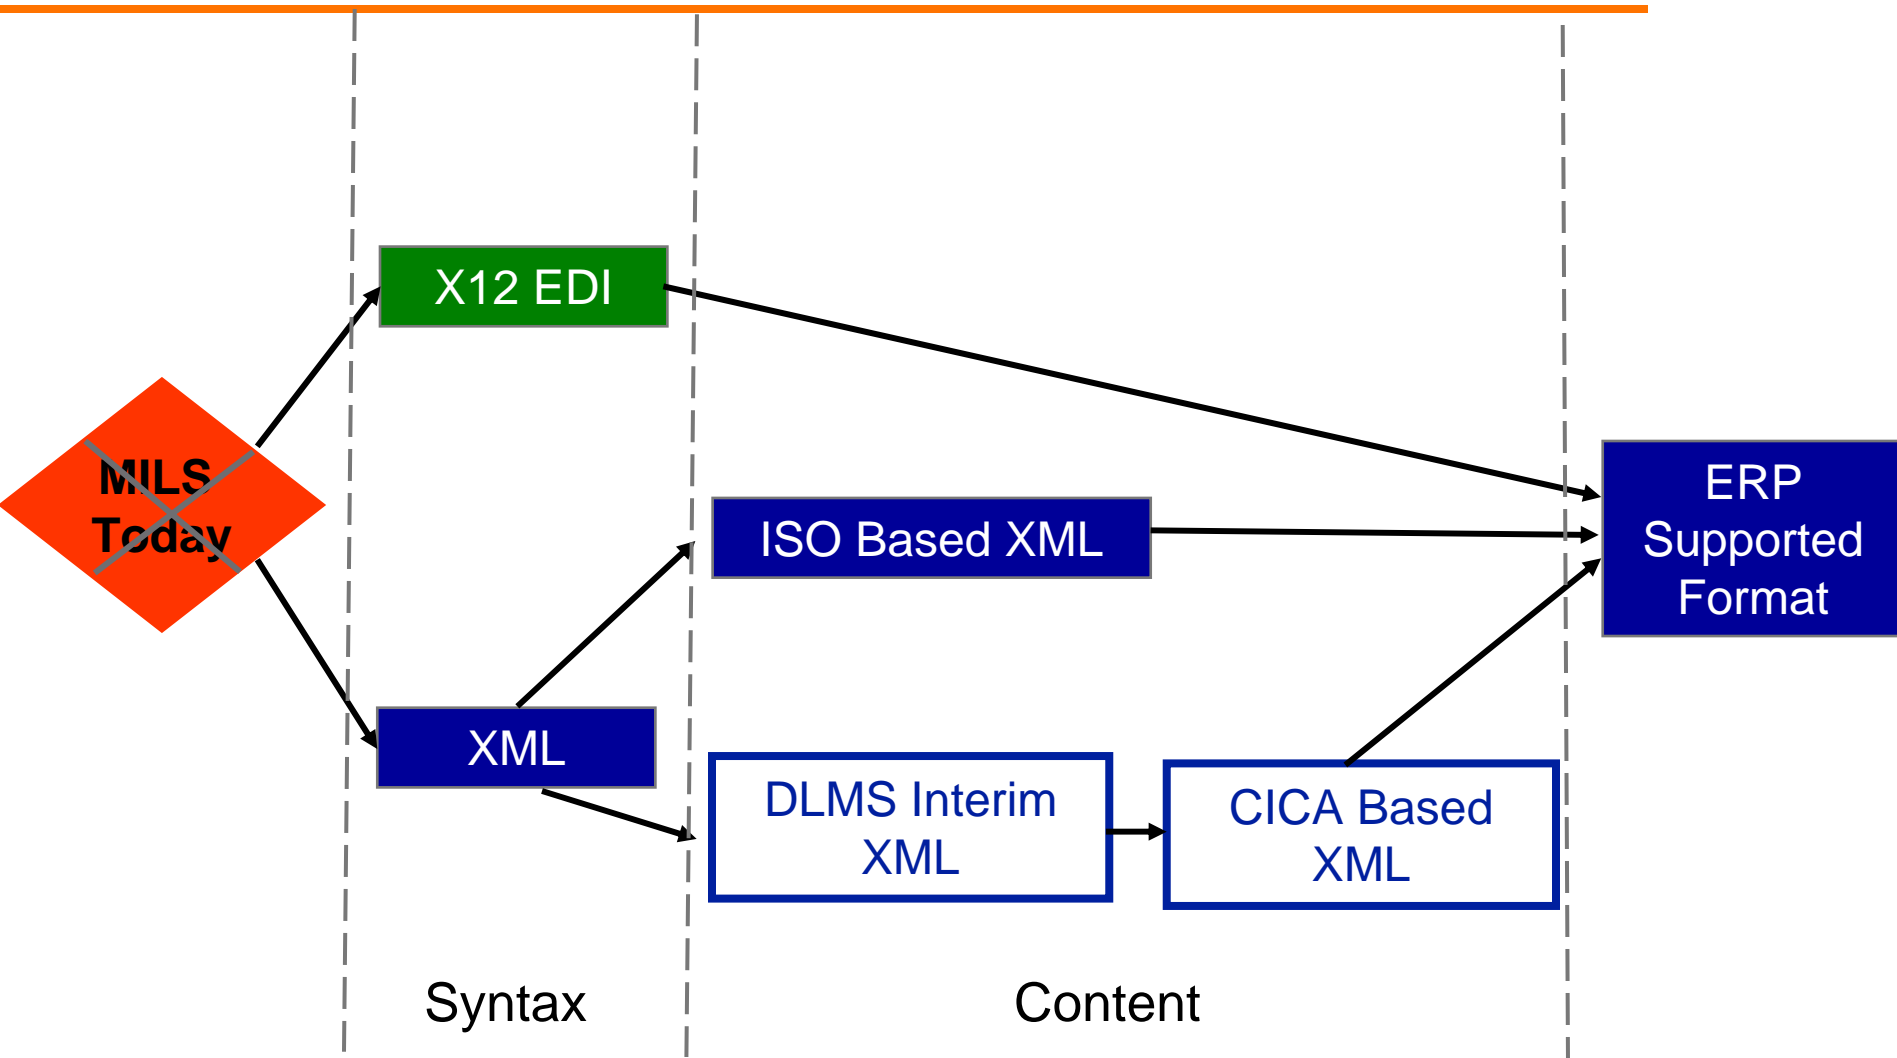 X12 EDI
MILS
Today
ISO Based XML
ERP
Supported
Format
XML
DLMS Interim
XML
CICA Based
XML
Syntax
Content